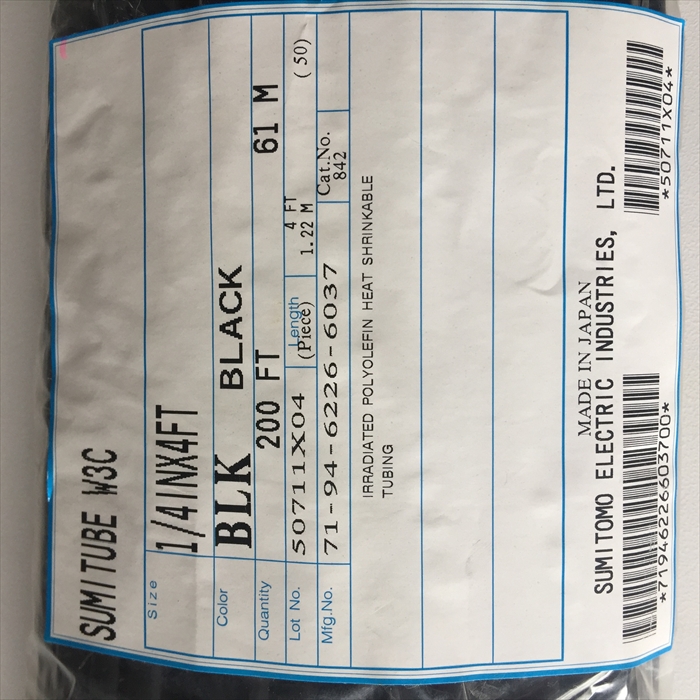 SUMITUBE W3C
Size 1/4INX4FT
Color BLK BLACK
Quantity 200 FT 61 M
Lot No. 50711X04 Length (Piece) 4 FT 1.22 M (50)
Mfg.No. 71-94-6226-6037 Cat.No. 842
IRRADIATED POLYOLEFIN HEAT SHRINKABLE
TUBING
MADE IN JAPAN
SUMITOMO ELECTRIC INDUSTRIES, LTD.
*71946226603700* *50711X04*